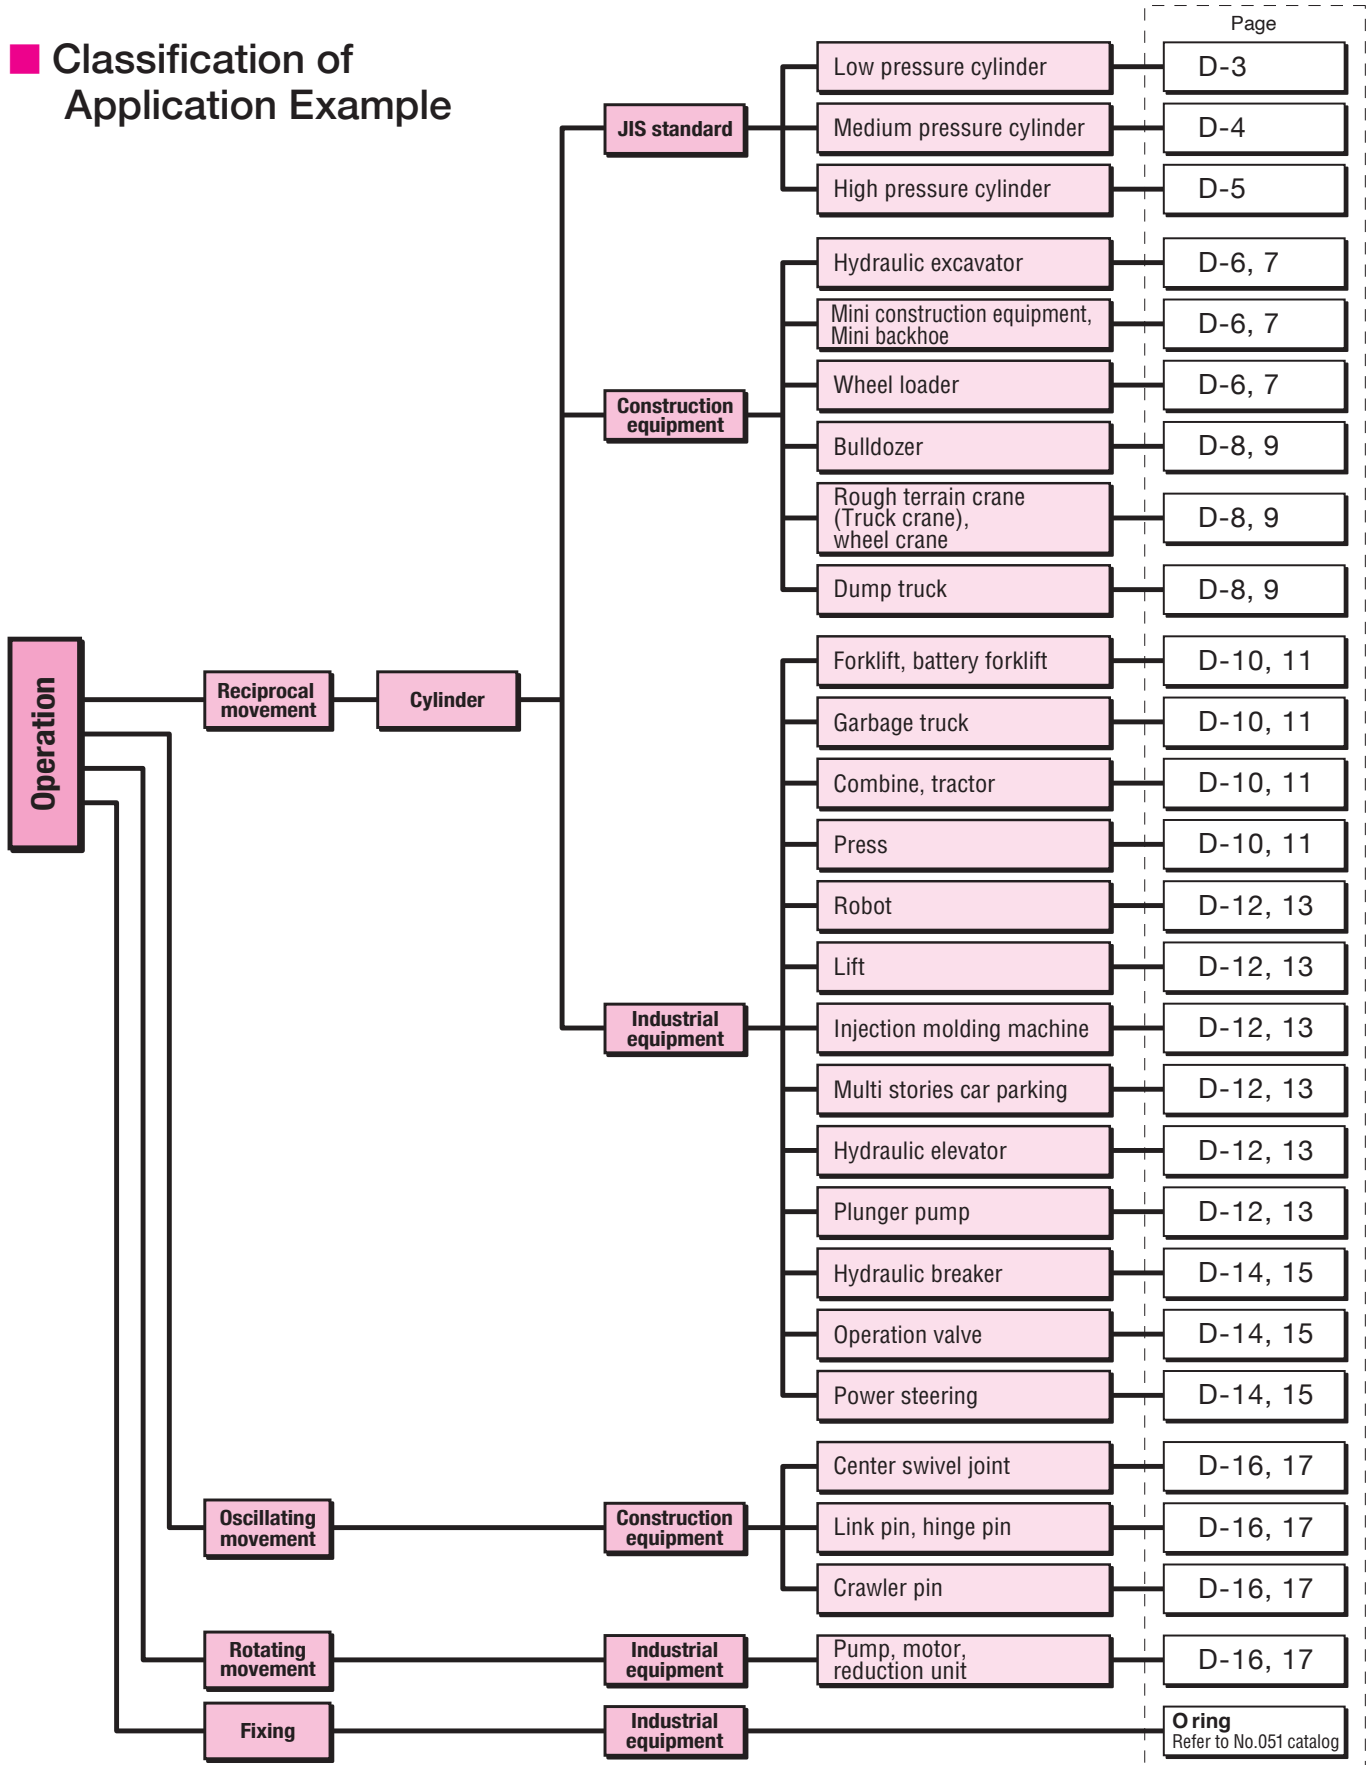 Classification of
Application Example
Page
Low pressure cylinder
D-3
JIS standard
Medium pressure cylinder
D-4
High pressure cylinder
D-5
Hydraulic excavator
D-6, 7
Mini construction equipment,
Mini backhoe
D-6, 7
Wheel loader
D-6, 7
Construction
equipment
Bulldozer
D-8, 9
Rough terrain crane
(Truck crane),
wheel crane
D-8, 9
Dump truck
D-8, 9
Operation
Reciprocal
movement
Cylinder
Forklift, battery forklift
D-10, 11
Garbage truck
D-10, 11
Combine, tractor
D-10, 11
Press
D-10, 11
Robot
D-12, 13
Lift
D-12, 13
Industrial
equipment
Injection molding machine
D-12, 13
Multi stories car parking
D-12, 13
Hydraulic elevator
D-12, 13
Plunger pump
D-12, 13
Hydraulic breaker
D-14, 15
Operation valve
D-14, 15
Power steering
D-14, 15
Center swivel joint
D-16, 17
Oscillating
movement
Construction
equipment
Link pin, hinge pin
D-16, 17
Crawler pin
D-16, 17
Rotating
movement
Industrial
equipment
Pump, motor,
reduction unit
D-16, 17
Fixing
Industrial
equipment
O ring
Refer to No.051 catalog